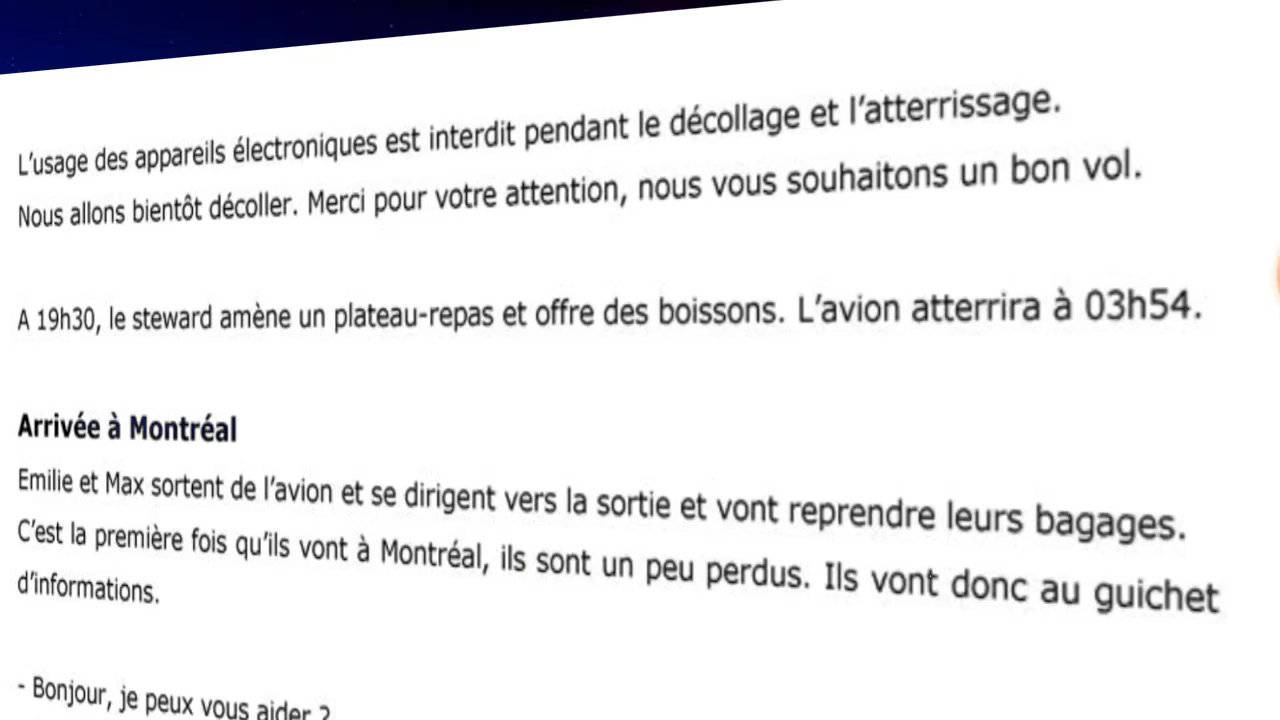 L'usage des appareils électroniques est interdit pendant le décollage et l'atterrissage.
Nous allons bientôt décoller. Merci pour votre attention, nous vous souhaitons un bon vol.
A 19h30, le steward amène un plateau-repas et offre des boissons. L'avion atterrira à 03h54.
Arrivée à Montréal
Emilie et Max sortent de l'avion et se dirigent vers la sortie et vont reprendre leurs bagages.
C'est la première fois qu'ils vont à Montréal, ils sont un peu perdus. Ils vont donc au guichet
d'informations.
- Bonjour, je peux vous aider ?